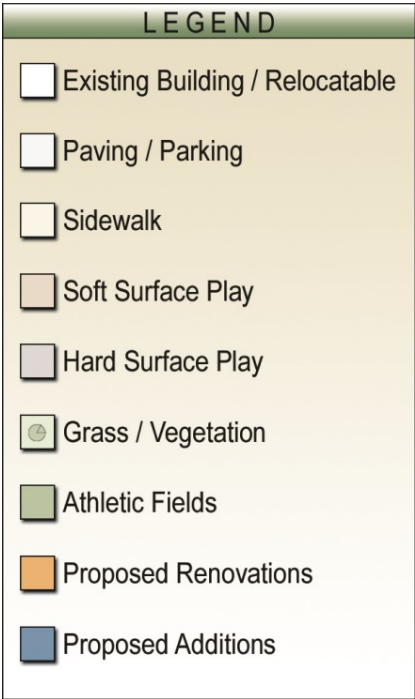 LEGEND
Existing Building / Relocatable
Paving / Parking
Sidewalk
Soft Surface Play
Hard Surface Play
Grass / Vegetation
Athletic Fields
Proposed Renovations
Proposed Additions